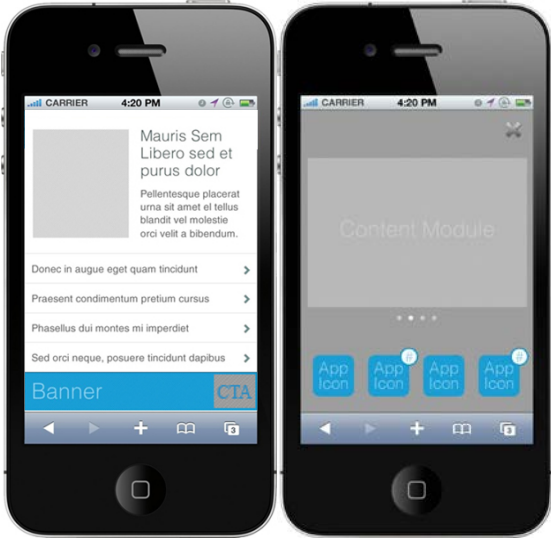 CARRIER 4:20 PM
Mauris Sem
Libero sed et
purus dolor
Pellentesque placerat
urna sit amet el tellus
blandit vel molestie
orci velit a bibendum.
Donec in augue eget quam tincidunt
Praesent condimentum pretium cursus
Phasellus dui montes mi imperdiet
Sed orci neque, posuere tincidunt dapibus
Banner CTA
3
CARRIER 4:20 PM
Content Module
App
Icon
App
Icon
#
App
Icon
App
Icon
#
3